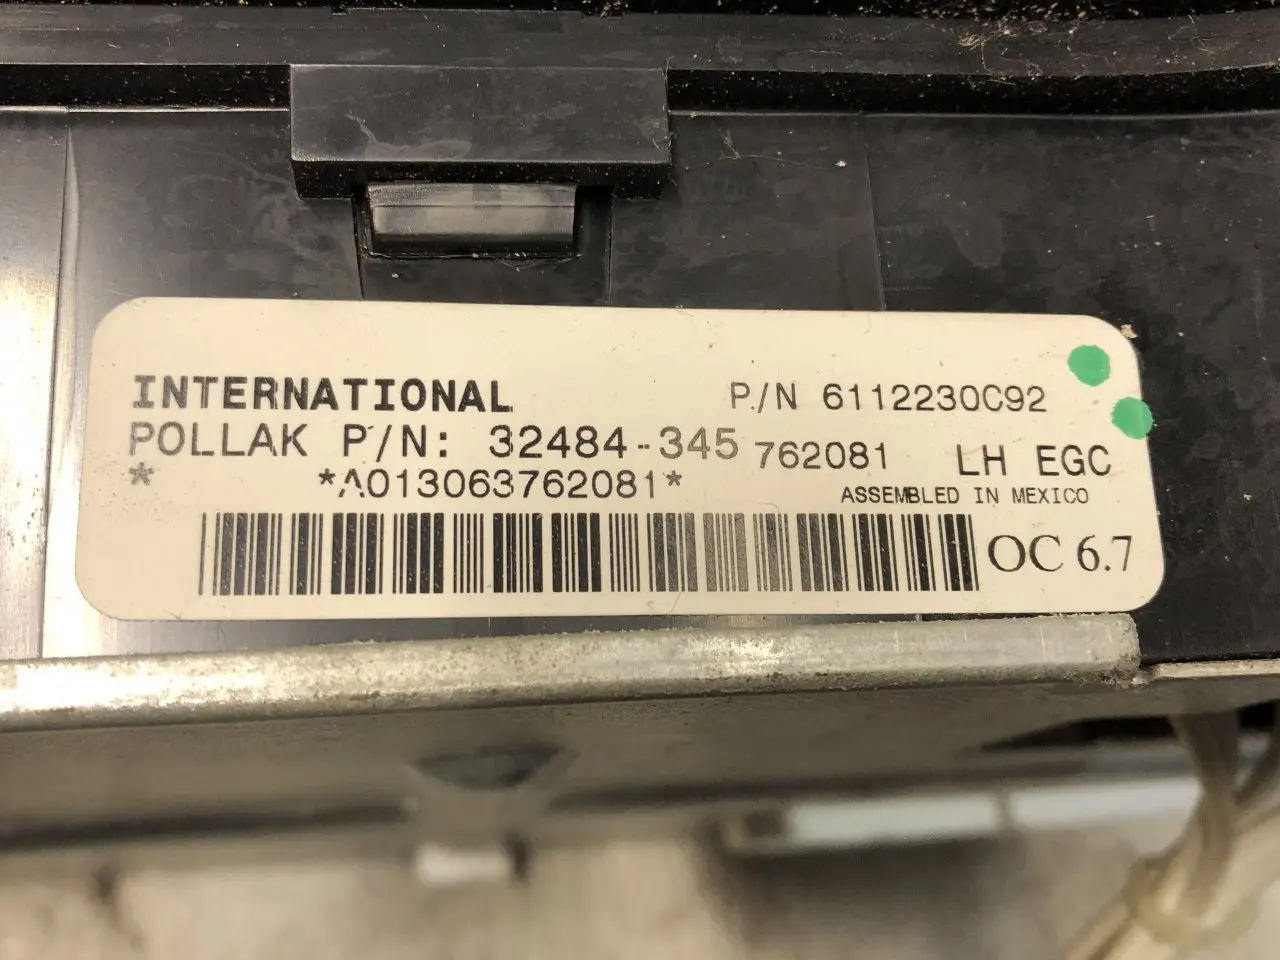 INTERNATIONAL P/N 6112230C92
POLLAK P/N: 32484-345 762081 LH EGC
* *A013063762081* ASSEMBLED IN MEXICO
OC 6.7